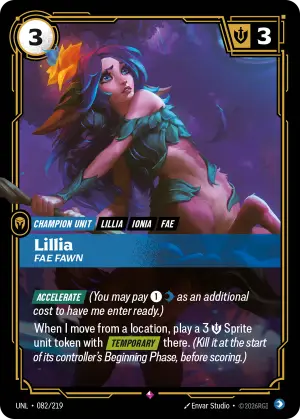 3
3
CHAMPION UNIT LILLIA IONIA FAE
Lillia
FAE FAWN
ACCELERATE (You may pay 1 as an additional
cost to have me enter ready.)
When I move from a location, play a 3 Sprite
unit token with TEMPORARY there. (Kill it at the
start of its controller's Beginning Phase, before scoring.)
UNL • 082/219
Envar Studio • ©2026RGI